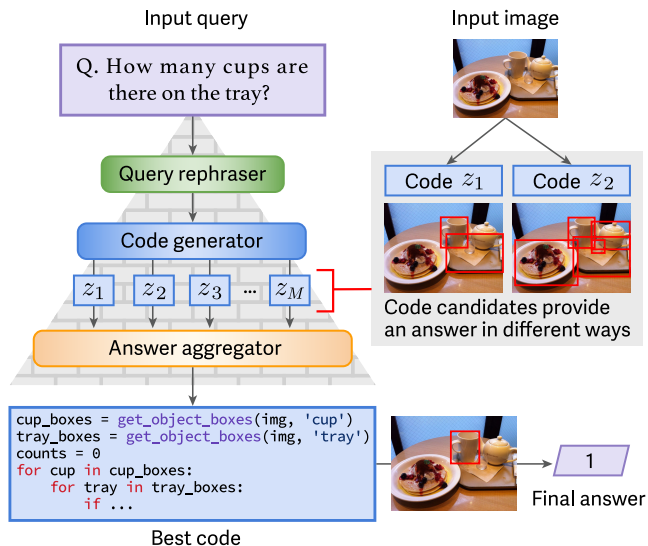 Input query
Q. How many cups are
there on the tray?
Query rephraser
Code generator
z1 z2 z3 ... zM
Answer aggregator
cup_boxes = get_object_boxes(img, 'cup')
tray_boxes = get_object_boxes(img, 'tray')
counts = 0
for cup in cup_boxes:
    for tray in tray_boxes:
        if ...
Best code
Input image
Code z1
Code z2
Code candidates provide
an answer in different ways
1
Final answer